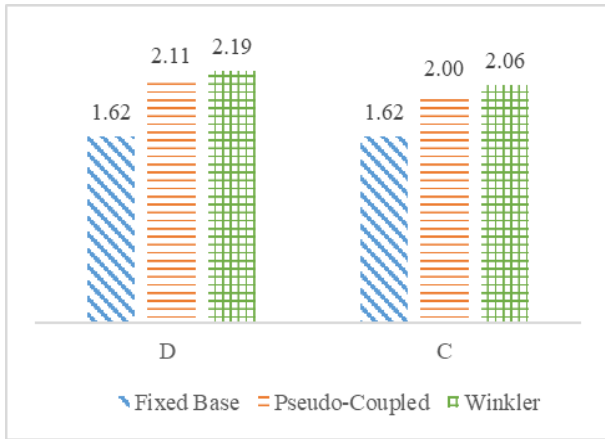 2.11 2.19
1.62
2.00 2.06
1.62
D C
Fixed Base Pseudo-Coupled Winkler